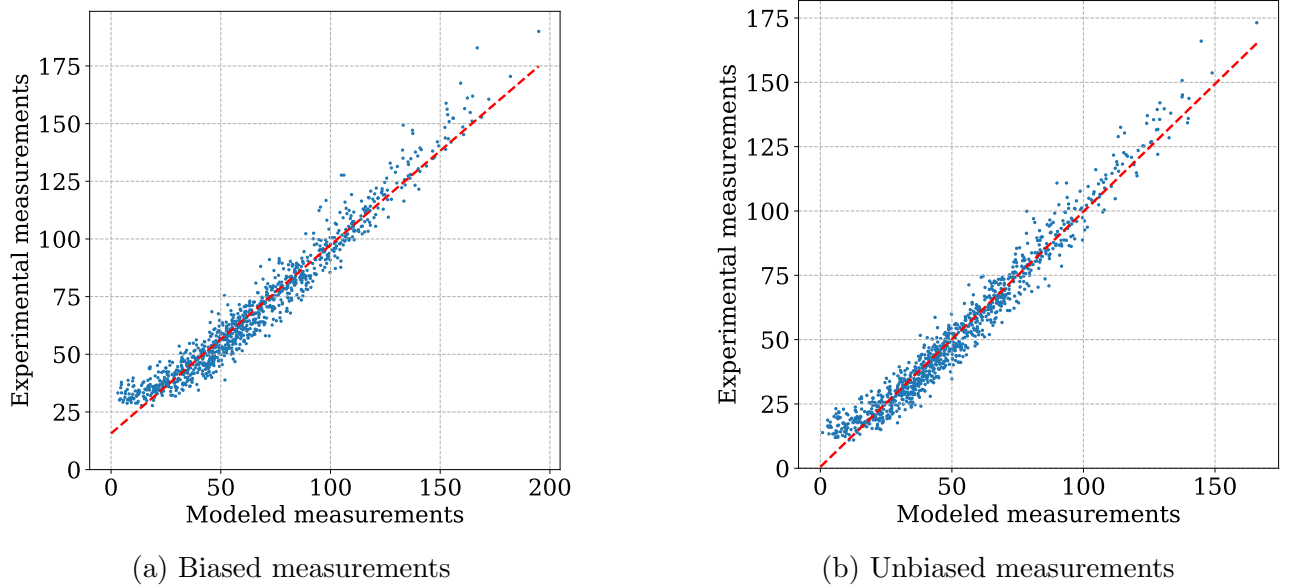 175
150
125
100
75
50
25
0
Experimental measurements
0 50 100 150 200
Modeled measurements
(a) Biased measurements
175
150
125
100
75
50
25
0
Experimental measurements
0 50 100 150
Modeled measurements
(b) Unbiased measurements